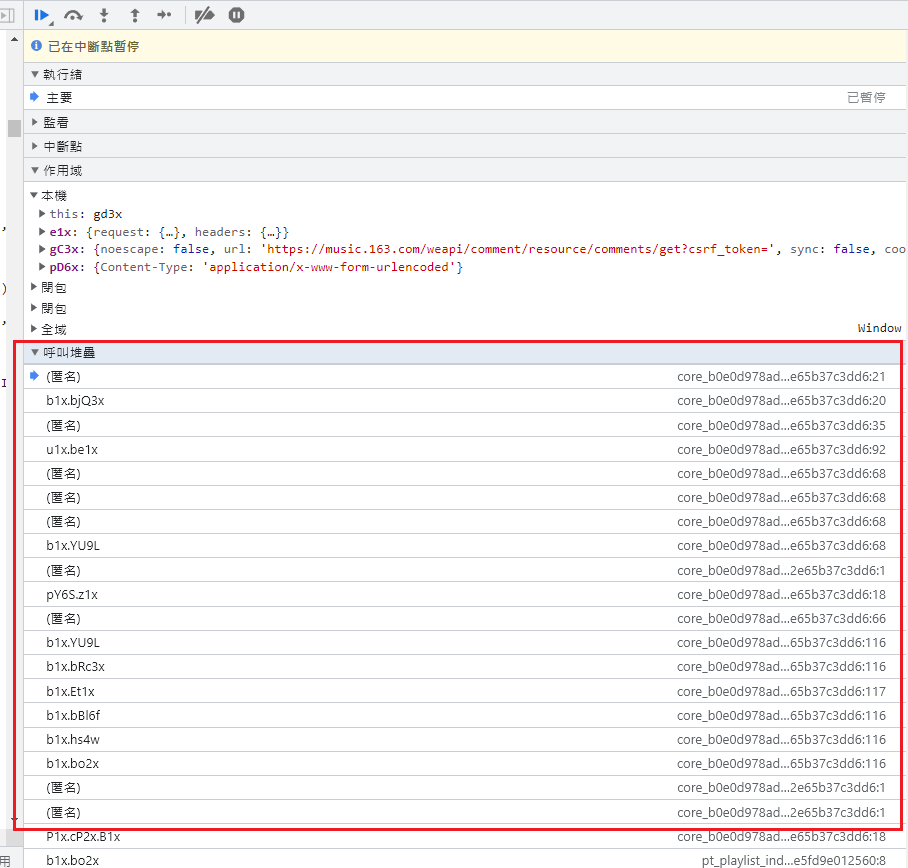 已在中斷點暫停
執行緒
主要 已暫停
監看
中斷點
作用域
本機
this: gd3x
e1x: {request: {…}, headers: {…}}
gC3x: {noescape: false, url: 'https://music.163.com/weapi/comment/resource/comments/get?csrf_token=', sync: false, coo
pD6x: {Content-Type: 'application/x-www-form-urlencoded'}
閉包
閉包
全域 Window
呼叫堆疊
(匿名) core_b0e0d978ad…e65b37c3dd6:21
b1x.bjQ3x core_b0e0d978ad…e65b37c3dd6:20
(匿名) core_b0e0d978ad…e65b37c3dd6:35
u1x.be1x core_b0e0d978ad…e65b37c3dd6:92
(匿名) core_b0e0d978ad…e65b37c3dd6:68
(匿名) core_b0e0d978ad…e65b37c3dd6:68
(匿名) core_b0e0d978ad…e65b37c3dd6:68
b1x.YU9L core_b0e0d978ad…e65b37c3dd6:68
(匿名) core_b0e0d978ad…2e65b37c3dd6:1
pY6S.z1x core_b0e0d978ad…e65b37c3dd6:18
(匿名) core_b0e0d978ad…e65b37c3dd6:66
b1x.YU9L core_b0e0d978ad…65b37c3dd6:116
b1x.bRc3x core_b0e0d978ad…65b37c3dd6:116
b1x.Et1x core_b0e0d978ad…65b37c3dd6:117
b1x.bBl6f core_b0e0d978ad…65b37c3dd6:116
b1x.hs4w core_b0e0d978ad…65b37c3dd6:116
b1x.bo2x core_b0e0d978ad…65b37c3dd6:116
(匿名) core_b0e0d978ad…2e65b37c3dd6:1
(匿名) core_b0e0d978ad…2e65b37c3dd6:1
P1x.cP2x.B1x core_b0e0d978ad…e65b37c3dd6:18
用
b1x.bo2x pt_playlist_ind…e5fd9e012560:8